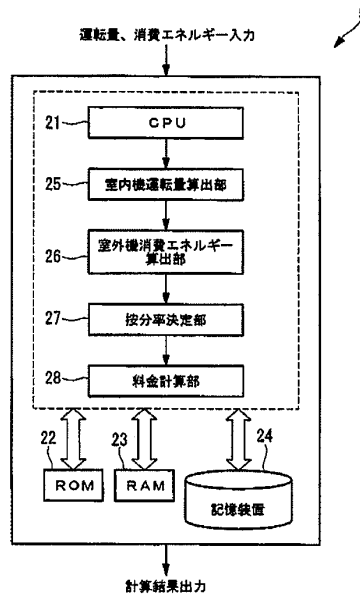 運転量、消費エネルギー入力
21
CPU
25
室内機運転量算出部
26
室外機消費エネルギー
算出部
27
按分率決定部
28
料金計算部
22
23
24
ROM
RAM
記憶装置
計算結果出力